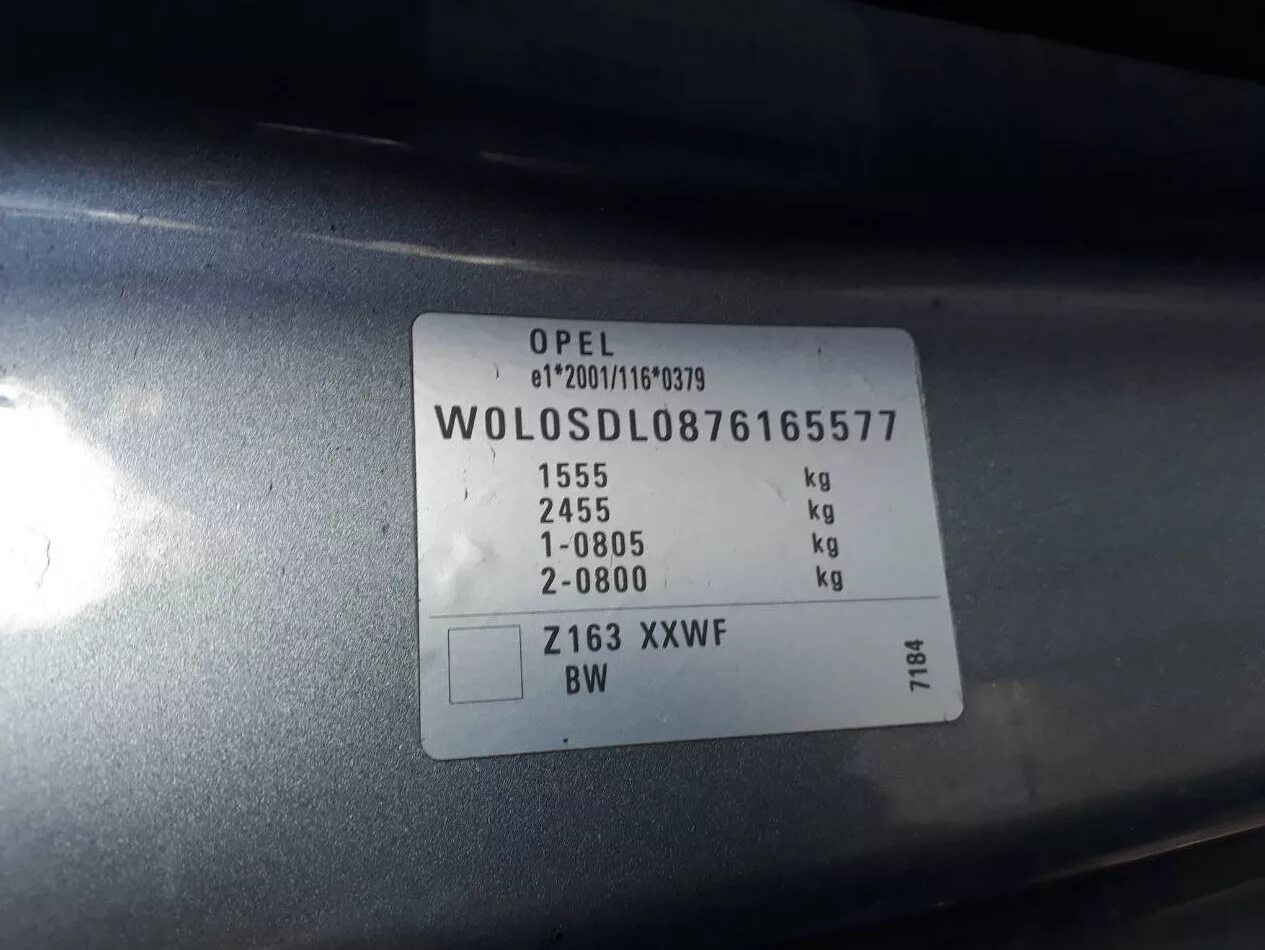 OPEL
e1*2001/116*0379
W0L0SDL0876165577
1555 kg
2455 kg
1-0805 kg
2-0800 kg
Z163 XXWF
BW
7184